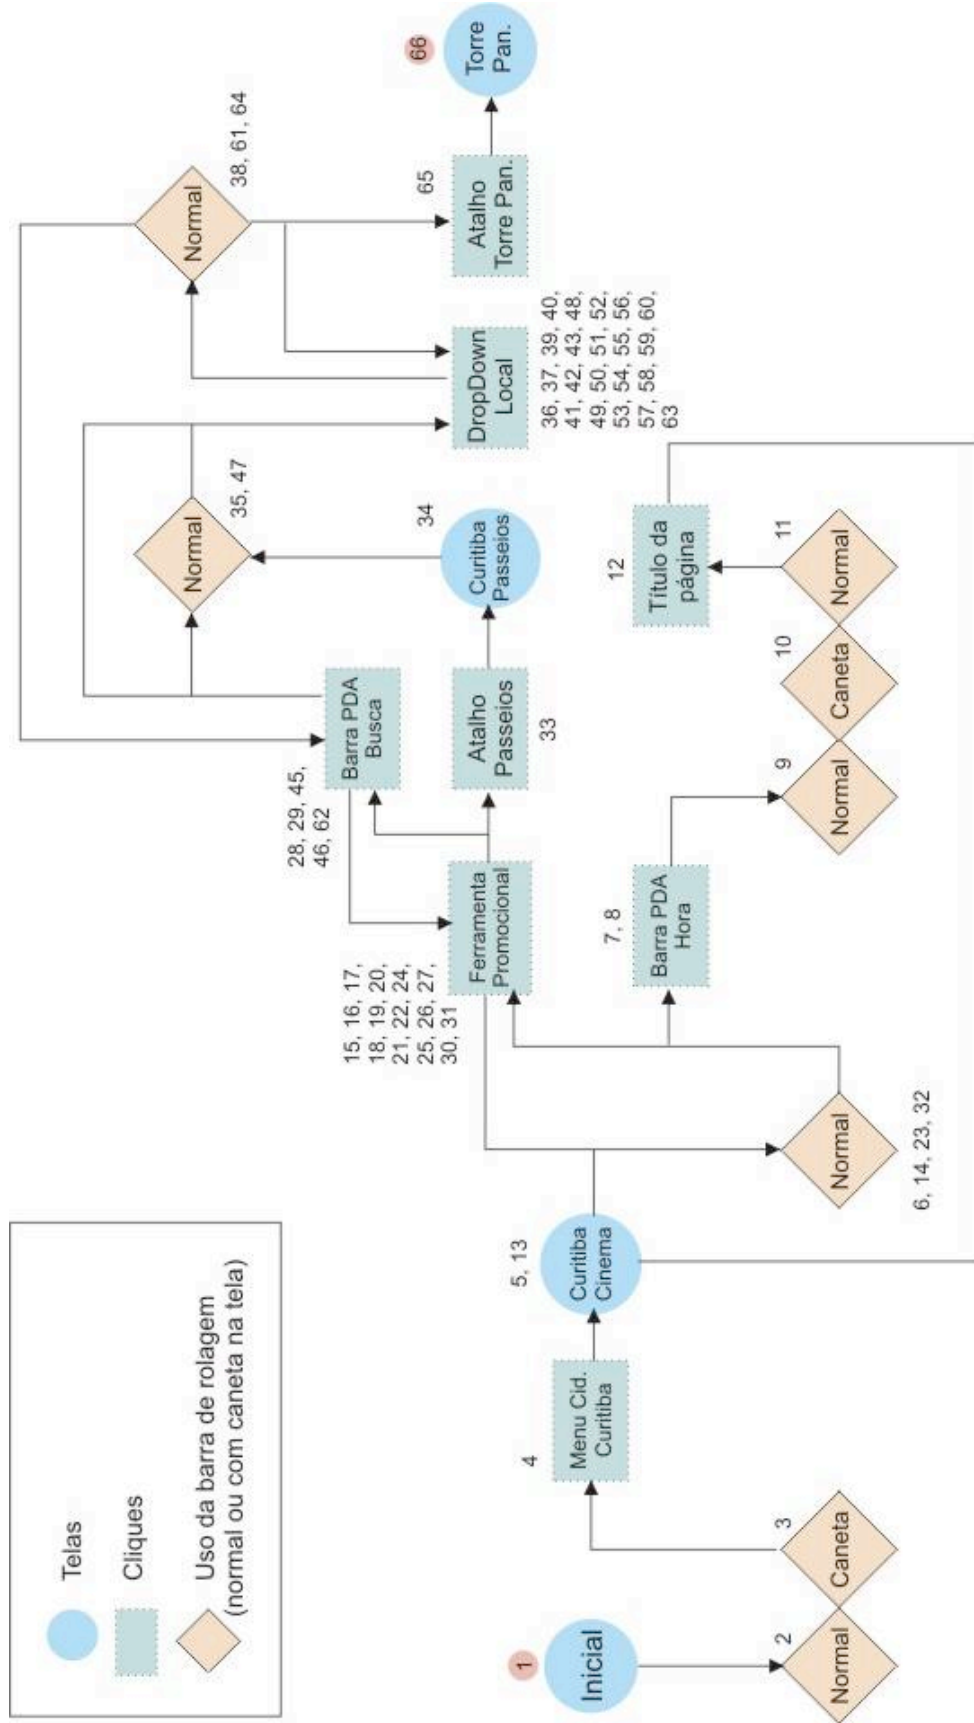 Telas
Cliques
Uso da barra de rolagem
(normal ou com caneta na tela)
1
Inicial
2
Normal
3
Caneta
4
Menu Cid.
Curitiba
5, 13
Curitiba
Cinema
6, 14, 23, 32
Normal
7, 8
Barra PDA
Hora
9
Normal
10
Caneta
11
Normal
12
Título da
página
15, 16, 17,
18, 19, 20,
21, 22, 24,
25, 26, 27,
30, 31
Ferramenta
Promocional
28, 29, 45,
46, 62
Barra PDA
Busca
Atalho
Passeios
33
34
Curitiba
Passeios
Normal
35, 47
DropDown
Local
36, 37, 39, 40,
41, 42, 43, 48,
49, 50, 51, 52,
53, 54, 55, 56,
57, 58, 59, 60,
63
Normal
38, 61, 64
65
Atalho
Torre Pan.
66
Torre
Pan.